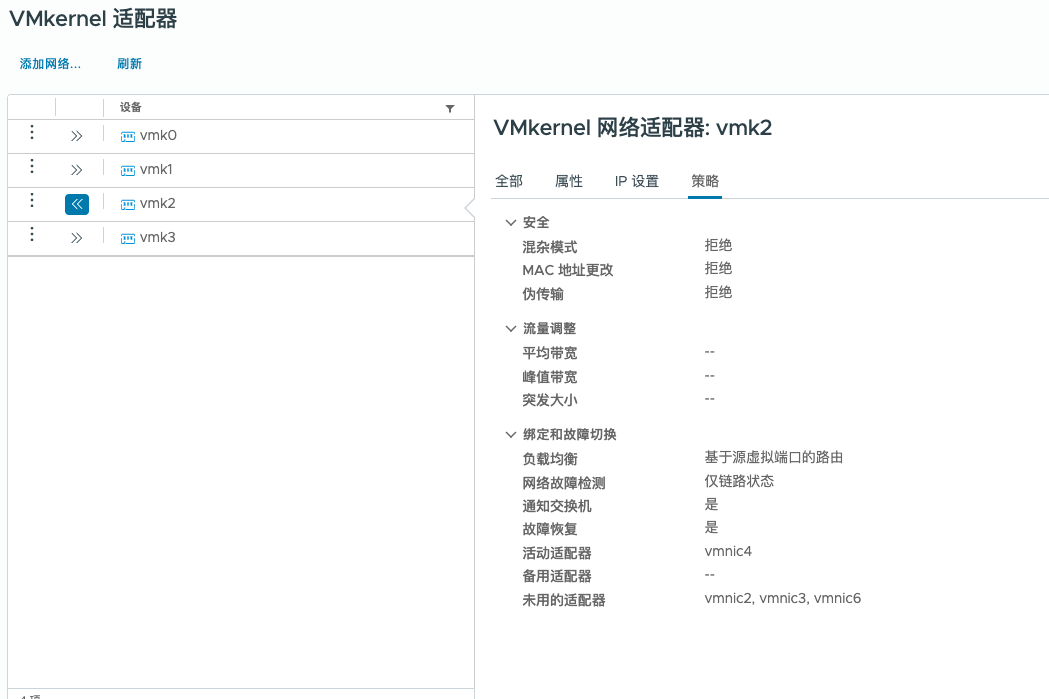 VMkernel 适配器
添加网络... 刷新
设备
vmk0
vmk1
vmk2
vmk3
VMkernel 网络适配器: vmk2
全部 属性 IP 设置 策略
安全
混杂模式 拒绝
MAC 地址更改 拒绝
伪传输 拒绝
流量调整
平均带宽 --
峰值带宽 --
突发大小 --
绑定和故障切换
负载均衡 基于源虚拟端口的路由
网络故障检测 仅链路状态
通知交换机 是
故障恢复 是
活动适配器 vmnic4
备用适配器 --
未用的适配器 vmnic2, vmnic3, vmnic6